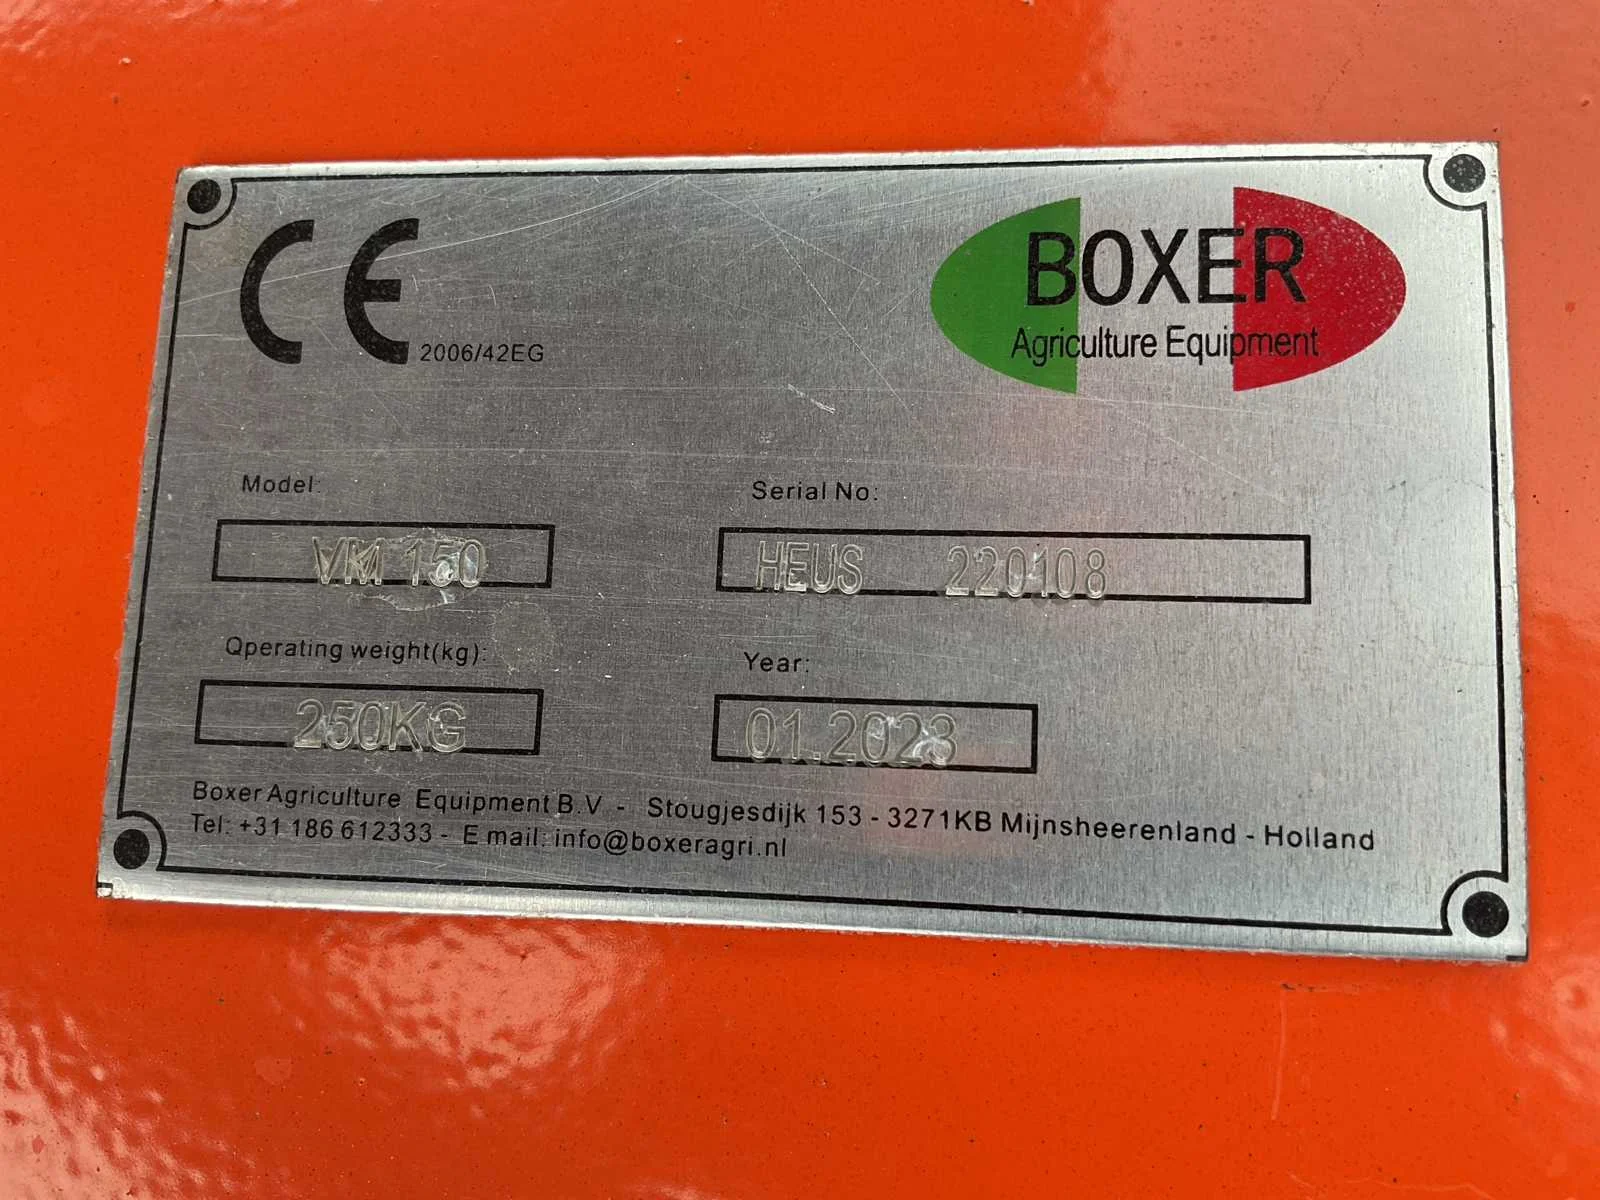 CE 2006/42EG
BOXER
Agriculture Equipment
Model:
Serial No:
VM 150
HEUS 220108
Qperating weight(kg):
Year:
250KG
01.2023
Boxer Agriculture Equipment B.V - Stougjesdijk 153 - 3271KB Mijnsheerenland - Holland
Tel: +31 186 612333 - E mail: info@boxeragri.nl